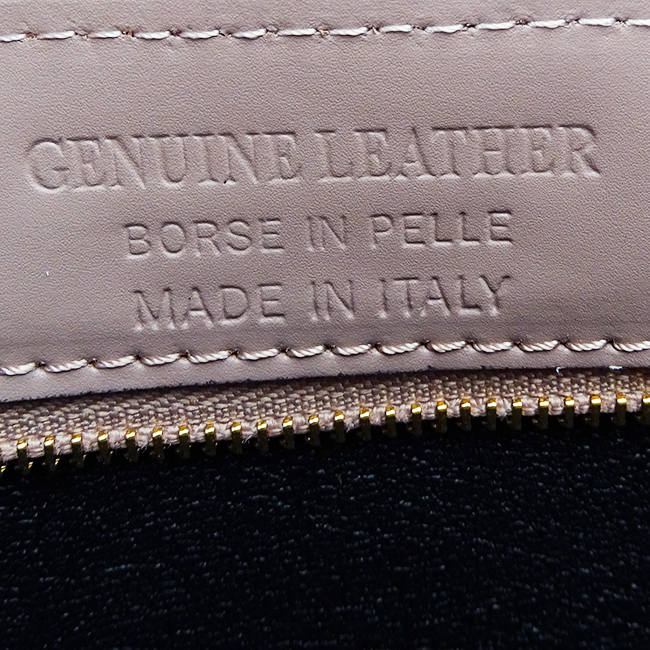 GENUINE LEATHER
BORSE IN PELLE
MADE IN ITALY